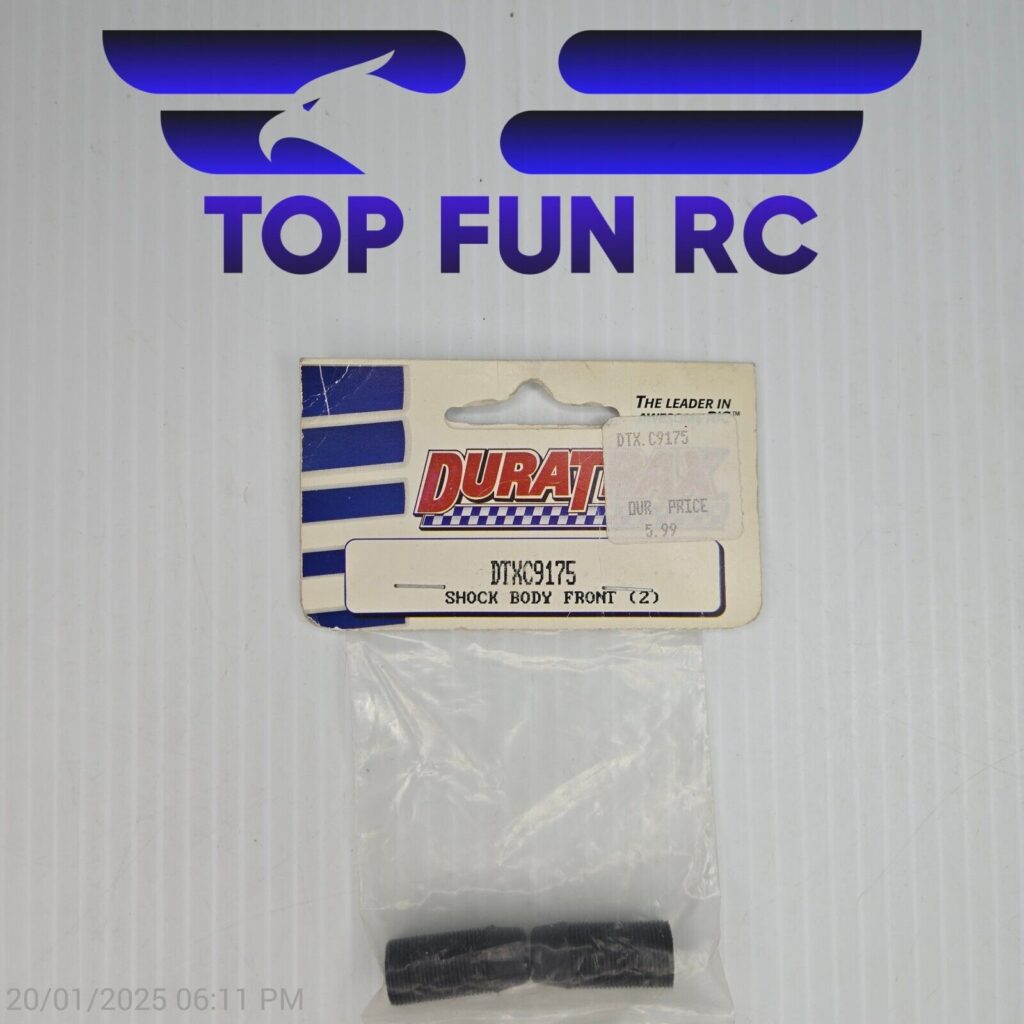 TOP FUN RC
THE LEADER IN
DTX.C9175
DURAT
OUR PRICE
5.99
DTXC9175
SHOCK BODY FRONT (2)
20/01/2025 06:11 PM